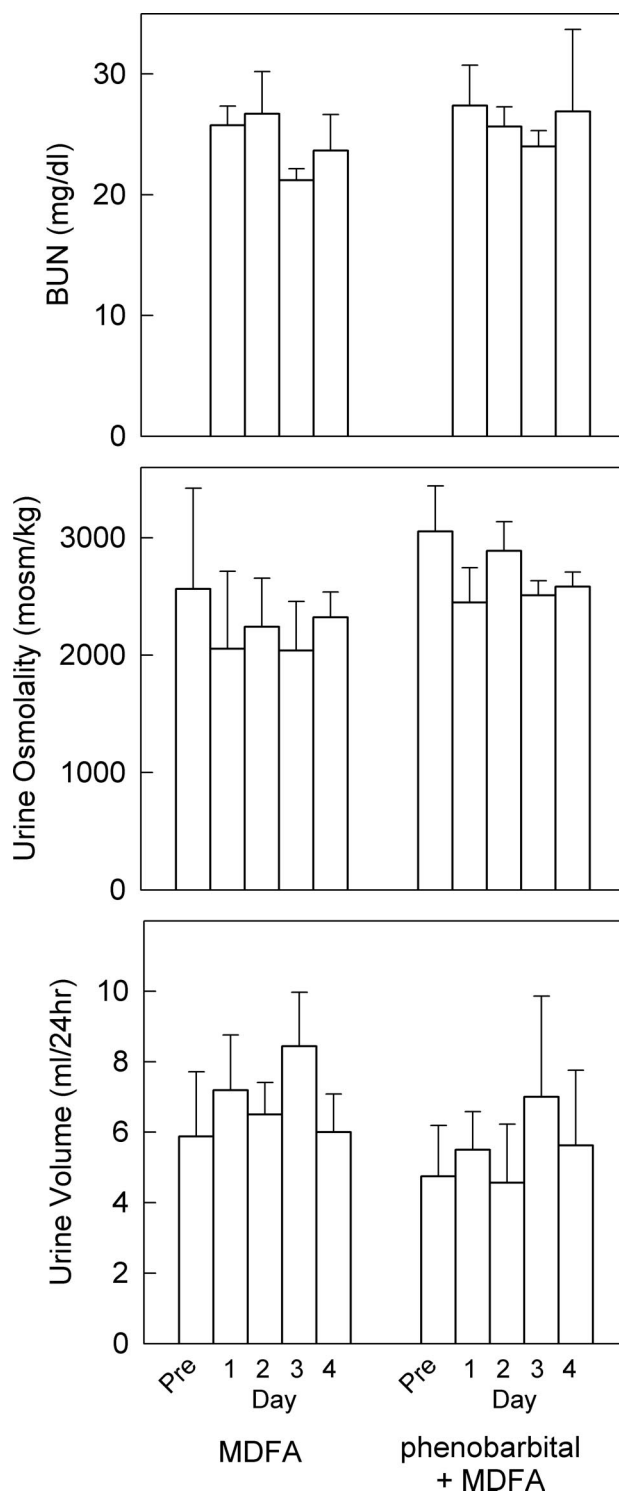 BUN (mg/dl)
30
20
10
0
Urine Osmolality (mosm/kg)
3000
2000
1000
0
Urine Volume (ml/24hr)
10
8
6
4
2
0
Pre 1 2 3 4 Pre 1 2 3 4
Day Day
MDFA phenobarbital
+ MDFA